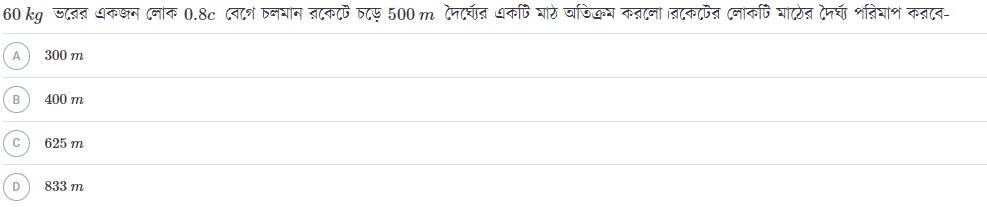 60 kg ভরের একজন লোক 0.8c বেগে চলমান রকেটে চড়ে 500 m দৈর্ঘ্যের একটি মাঠ অতিক্রম করলো।রকেটের লোকটি মাঠের দৈর্ঘ্য পরিমাপ করবে-
A 300 m
B 400 m
C 625 m
D 833 m